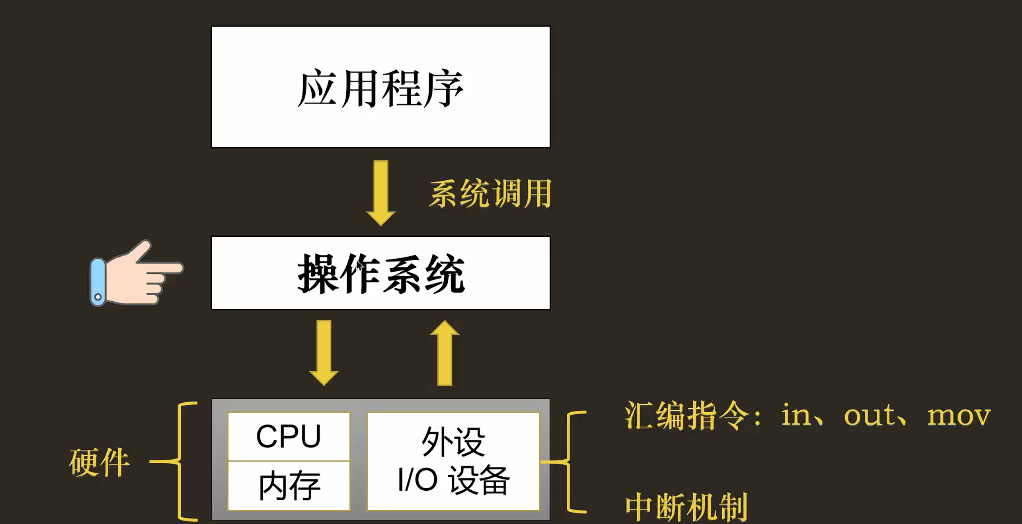 应用程序
系统调用
操作系统
硬件
CPU
内存
外设
I/O 设备
汇编指令：in、out、mov
中断机制